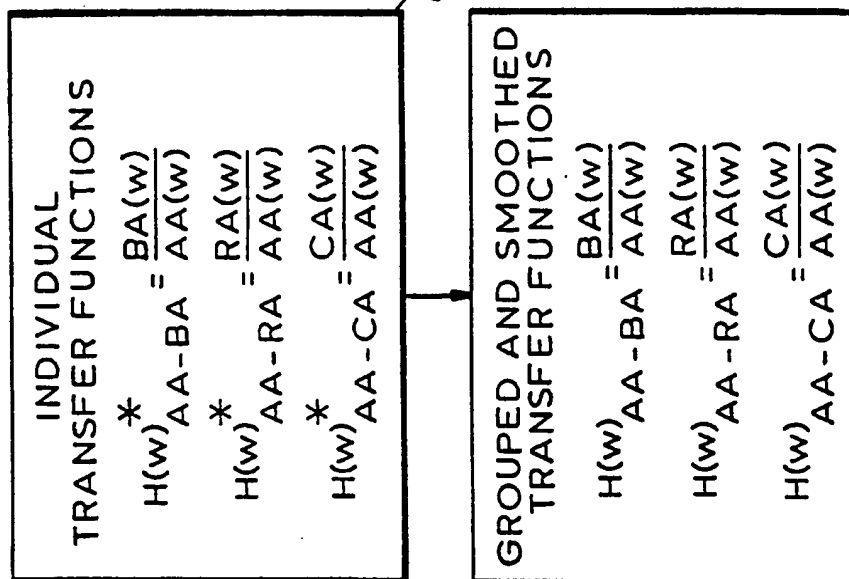 INDIVIDUAL
TRANSFER FUNCTIONS
H(w)*AA-BA = BA(w)/AA(w)
H(w)*AA-RA = RA(w)/AA(w)
H(w)*AA-CA = CA(w)/AA(w)
GROUPED AND SMOOTHED
TRANSFER FUNCTIONS
H(w)AA-BA = BA(w)/AA(w)
H(w)AA-RA = RA(w)/AA(w)
H(w)AA-CA = CA(w)/AA(w)